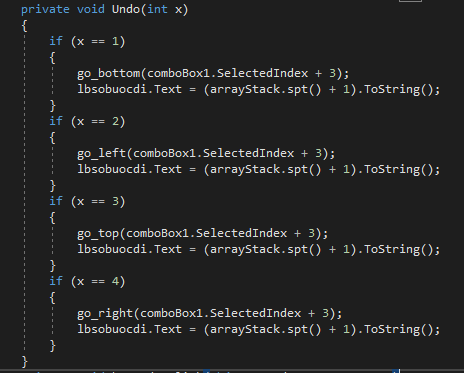 private void Undo(int x)
{
if (x == 1)
{
go_bottom(comboBox1.SelectedIndex + 3);
lbsobuocdi.Text = (arrayStack.spt() + 1).ToString();
}
if (x == 2)
{
go_left(comboBox1.SelectedIndex + 3);
lbsobuocdi.Text = (arrayStack.spt() + 1).ToString();
}
if (x == 3)
{
go_top(comboBox1.SelectedIndex + 3);
lbsobuocdi.Text = (arrayStack.spt() + 1).ToString();
}
if (x == 4)
{
go_right(comboBox1.SelectedIndex + 3);
lbsobuocdi.Text = (arrayStack.spt() + 1).ToString();
}
}